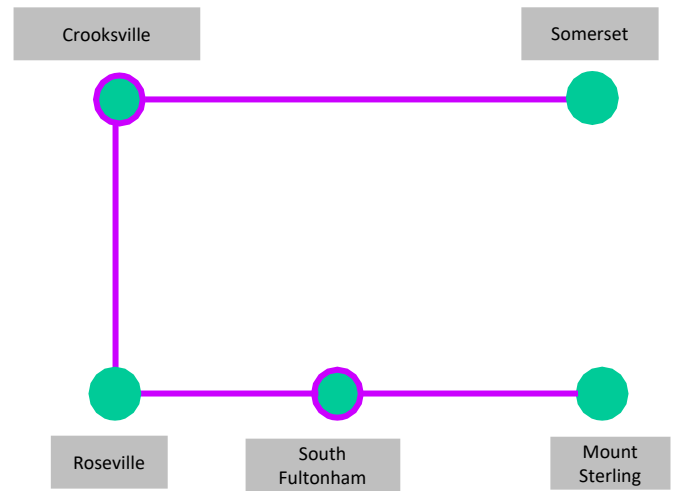 Crooksville
Somerset
Roseville
South
Fultonham
Mount
Sterling